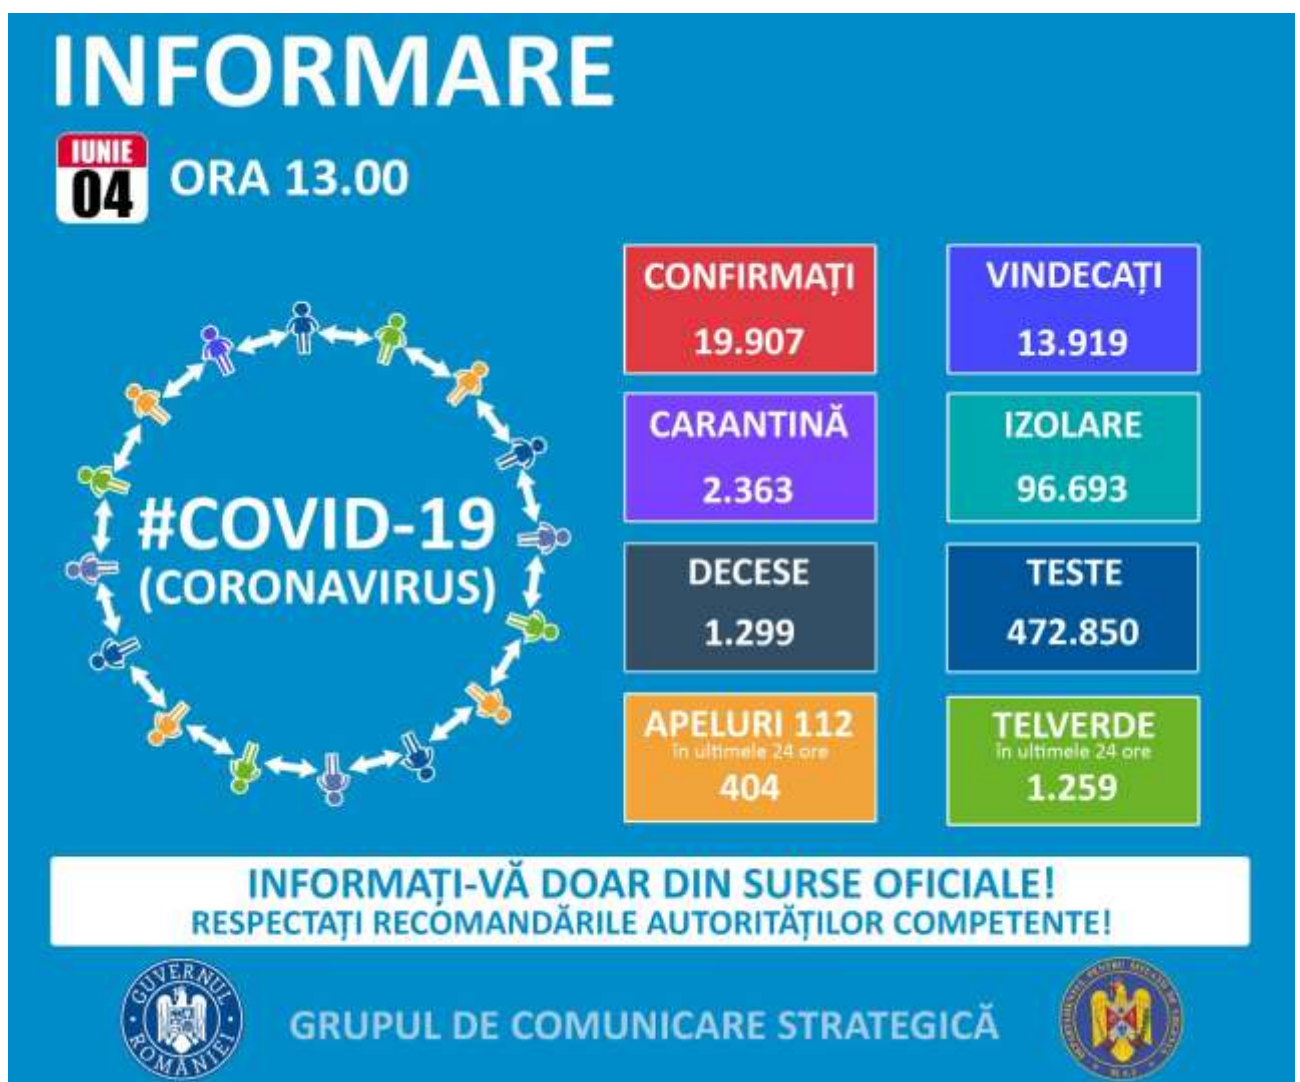 INFORMARE
IUNIE
04
ORA 13.00
CONFIRMAȚI
19.907
VINDECAȚI
13.919
CARANTINĂ
2.363
IZOLARE
96.693
#COVID-19
(CORONAVIRUS)
DECESE
1.299
TESTE
472.850
APELURI 112
în ultimele 24 ore
404
TELVERDE
în ultimele 24 ore
1.259
INFORMAȚI-VĂ DOAR DIN SURSE OFICIALE!
RESPECTAȚI RECOMANDĂRILE AUTORITĂȚILOR COMPETENTE!
GUVERNUL
ROMÂNIEI
GRUPUL DE COMUNICARE STRATEGICĂ